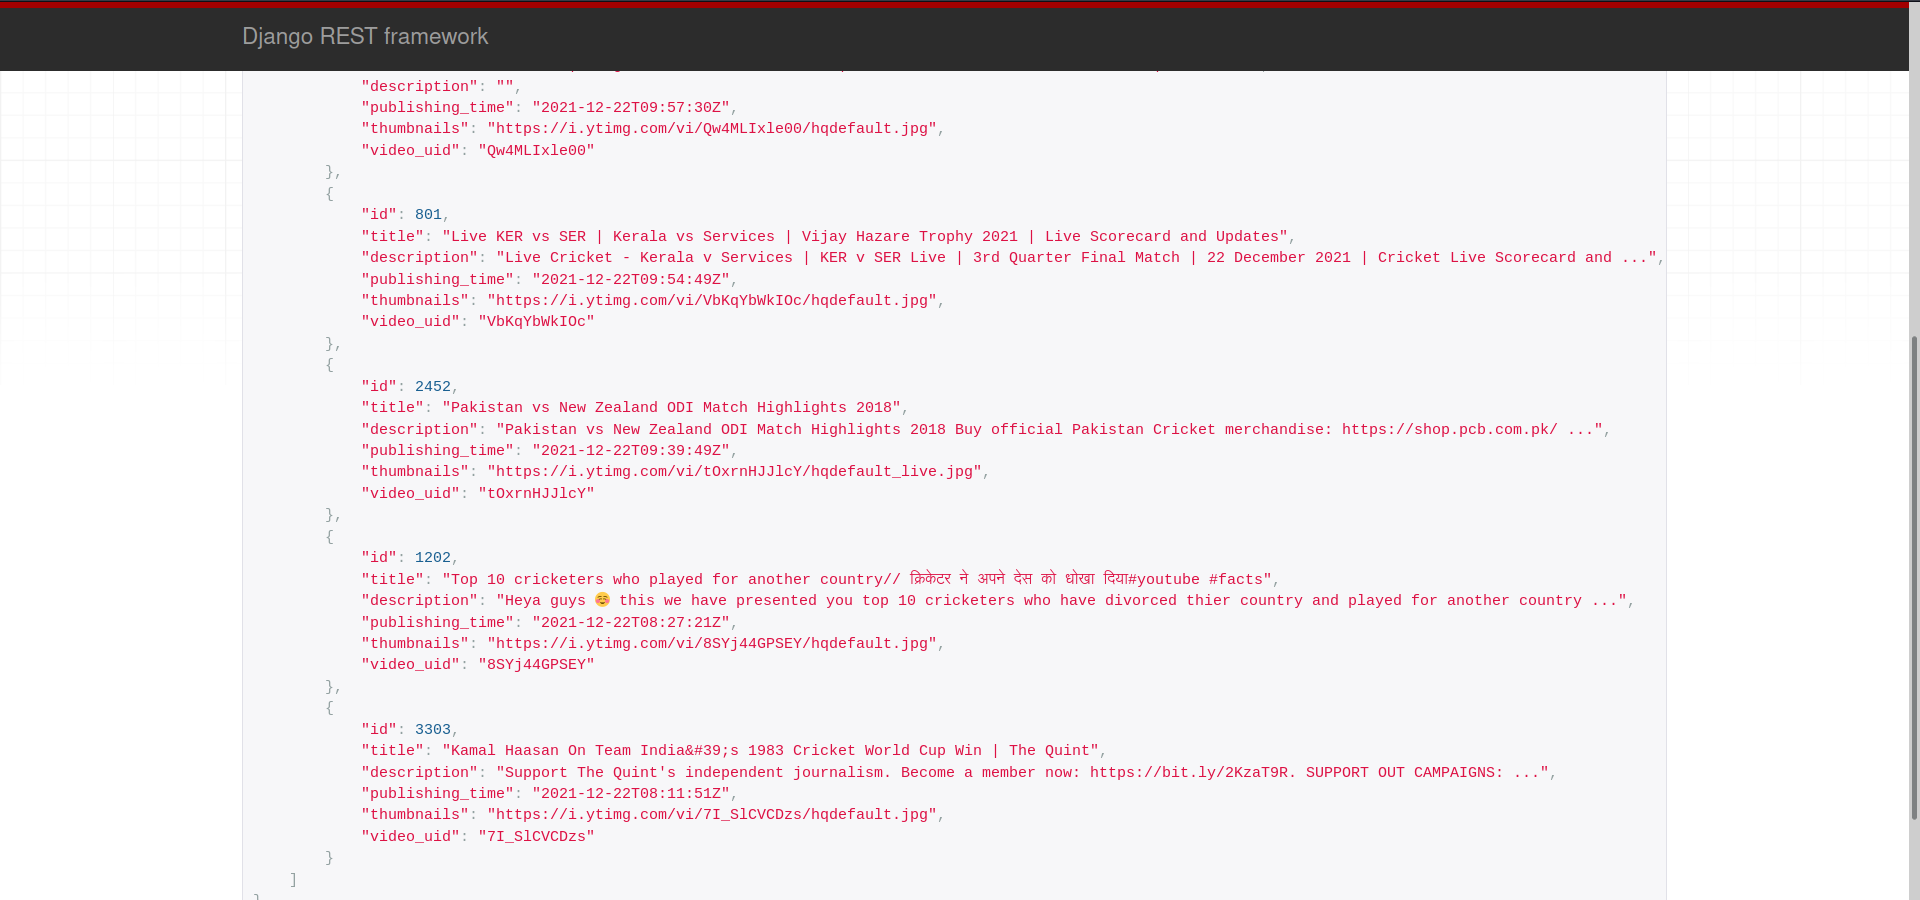 Django REST framework
"description": "",
"publishing_time": "2021-12-22T09:57:30Z",
"thumbnails": "https://i.ytimg.com/vi/Qw4MLIxle00/hqdefault.jpg",
"video_uid": "Qw4MLIxle00"
},
{
"id": 801,
"title": "Live KER vs SER | Kerala vs Services | Vijay Hazare Trophy 2021 | Live Scorecard and Updates",
"description": "Live Cricket - Kerala v Services | KER v SER Live | 3rd Quarter Final Match | 22 December 2021 | Cricket Live Scorecard and ...",
"publishing_time": "2021-12-22T09:54:49Z",
"thumbnails": "https://i.ytimg.com/vi/VbKqYbWkIOc/hqdefault.jpg",
"video_uid": "VbKqYbWkIOc"
},
{
"id": 2452,
"title": "Pakistan vs New Zealand ODI Match Highlights 2018",
"description": "Pakistan vs New Zealand ODI Match Highlights 2018 Buy official Pakistan Cricket merchandise: https://shop.pcb.com.pk/ ...",
"publishing_time": "2021-12-22T09:39:49Z",
"thumbnails": "https://i.ytimg.com/vi/tOxrnHJJlcY/hqdefault_live.jpg",
"video_uid": "tOxrnHJJlcY"
},
{
"id": 1202,
"title": "Top 10 cricketers who played for another country// क्रिकेटर ने अपने देस को धोखा दिया#youtube #facts",
"description": "Heya guys ☺️ this we have presented you top 10 cricketers who have divorced thier country and played for another country ...",
"publishing_time": "2021-12-22T08:27:21Z",
"thumbnails": "https://i.ytimg.com/vi/8SYj44GPSEY/hqdefault.jpg",
"video_uid": "8SYj44GPSEY"
},
{
"id": 3303,
"title": "Kamal Haasan On Team India&#39;s 1983 Cricket World Cup Win | The Quint",
"description": "Support The Quint's independent journalism. Become a member now: https://bit.ly/2KzaT9R. SUPPORT OUT CAMPAIGNS: ...",
"publishing_time": "2021-12-22T08:11:51Z",
"thumbnails": "https://i.ytimg.com/vi/7I_SlCVCDzs/hqdefault.jpg",
"video_uid": "7I_SlCVCDzs"
}
]